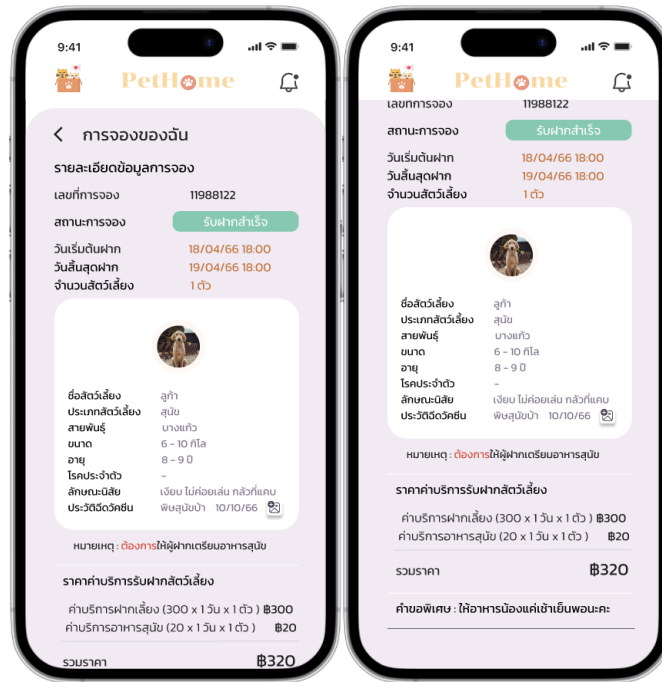 9:41
PetHome
การจองของฉัน
รายละเอียดข้อมูลการจอง
เลขที่การจอง 11988122
สถานะการจอง รับฝากสำเร็จ
วันเริ่มต้นฝาก 18/04/66 18:00
วันสิ้นสุดฝาก 19/04/66 18:00
จำนวนสัตว์เลี้ยง 1 ตัว
ชื่อสัตว์เลี้ยง ลูก้า
ประเภทสัตว์เลี้ยง สุนัข
สายพันธุ์ บางแก้ว
ขนาด 6 - 10 กิโล
อายุ 8 - 9 ปี
โรคประจำตัว -
ลักษณะนิสัย เงียบ ไม่ค่อยเล่น กลัวที่แคบ
ประวัติฉีดวัคซีน พิษสุนัขบ้า 10/10/66
หมายเหตุ : ต้องการให้ผู้ฝากเตรียมอาหารสุนัข
ราคาค่าบริการรับฝากสัตว์เลี้ยง
ค่าบริการฝากเลี้ยง (300 x 1 วัน x 1 ตัว ) ฿300
ค่าบริการอาหารสุนัข (20 x 1 วัน x 1 ตัว ) ฿20
รวมราคา ฿320
9:41
PetHome
เลขที่การจอง 11988122
สถานะการจอง รับฝากสำเร็จ
วันเริ่มต้นฝาก 18/04/66 18:00
วันสิ้นสุดฝาก 19/04/66 18:00
จำนวนสัตว์เลี้ยง 1 ตัว
ชื่อสัตว์เลี้ยง ลูก้า
ประเภทสัตว์เลี้ยง สุนัข
สายพันธุ์ บางแก้ว
ขนาด 6 - 10 กิโล
อายุ 8 - 9 ปี
โรคประจำตัว -
ลักษณะนิสัย เงียบ ไม่ค่อยเล่น กลัวที่แคบ
ประวัติฉีดวัคซีน พิษสุนัขบ้า 10/10/66
หมายเหตุ : ต้องการให้ผู้ฝากเตรียมอาหารสุนัข
ราคาค่าบริการรับฝากสัตว์เลี้ยง
ค่าบริการฝากเลี้ยง (300 x 1 วัน x 1 ตัว ) ฿300
ค่าบริการอาหารสุนัข (20 x 1 วัน x 1 ตัว ) ฿20
รวมราคา ฿320
คำขอพิเศษ : ให้อาหารน้องแค่เช้าเย็นพอนะคะ